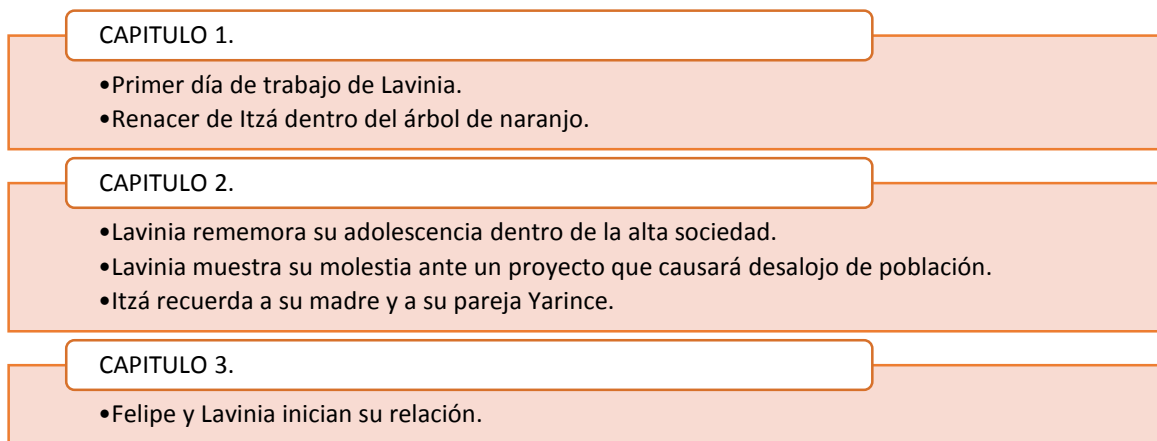 CAPITULO 1.
•Primer día de trabajo de Lavinia.
•Renacer de Itzá dentro del árbol de naranjo.
CAPITULO 2.
•Lavinia rememora su adolescencia dentro de la alta sociedad.
•Lavinia muestra su molestia ante un proyecto que causará desalojo de población.
•Itzá recuerda a su madre y a su pareja Yarince.
CAPITULO 3.
•Felipe y Lavinia inician su relación.